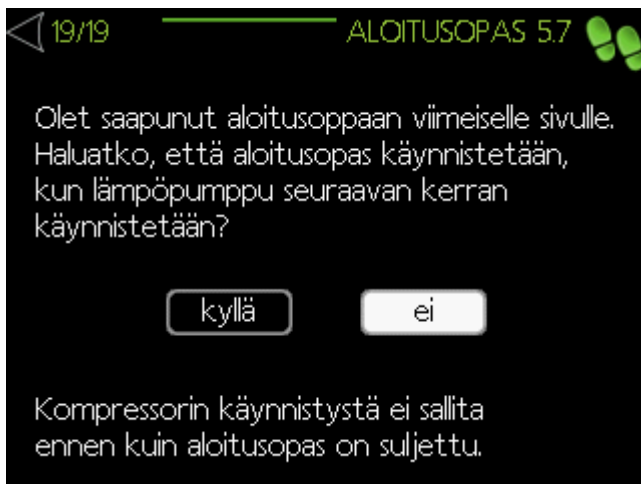 19/19 ALOITUSOPAS 5.7
Olet saapunut aloitusoppaan viimeiselle sivulle.
Haluatko, että aloitusopas käynnistetään,
kun lämpöpumppu seuraavan kerran
käynnistetään?
kyllä ei
Kompressorin käynnistystä ei sallita
ennen kuin aloitusopas on suljettu.